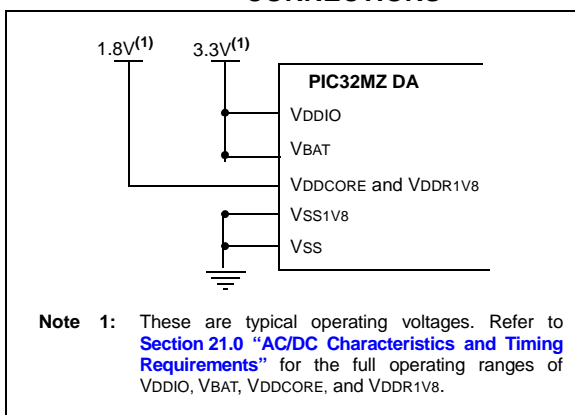 CONNECTIONS
1.8V(1) 3.3V(1)
PIC32MZ DA
VDDIO
VBAT
VDDCORE and VDDR1V8
VSS1V8
VSS
Note 1: These are typical operating voltages. Refer to
Section 21.0 “AC/DC Characteristics and Timing
Requirements” for the full operating ranges of
VDDIO, VBAT, VDDCORE, and VDDR1V8.